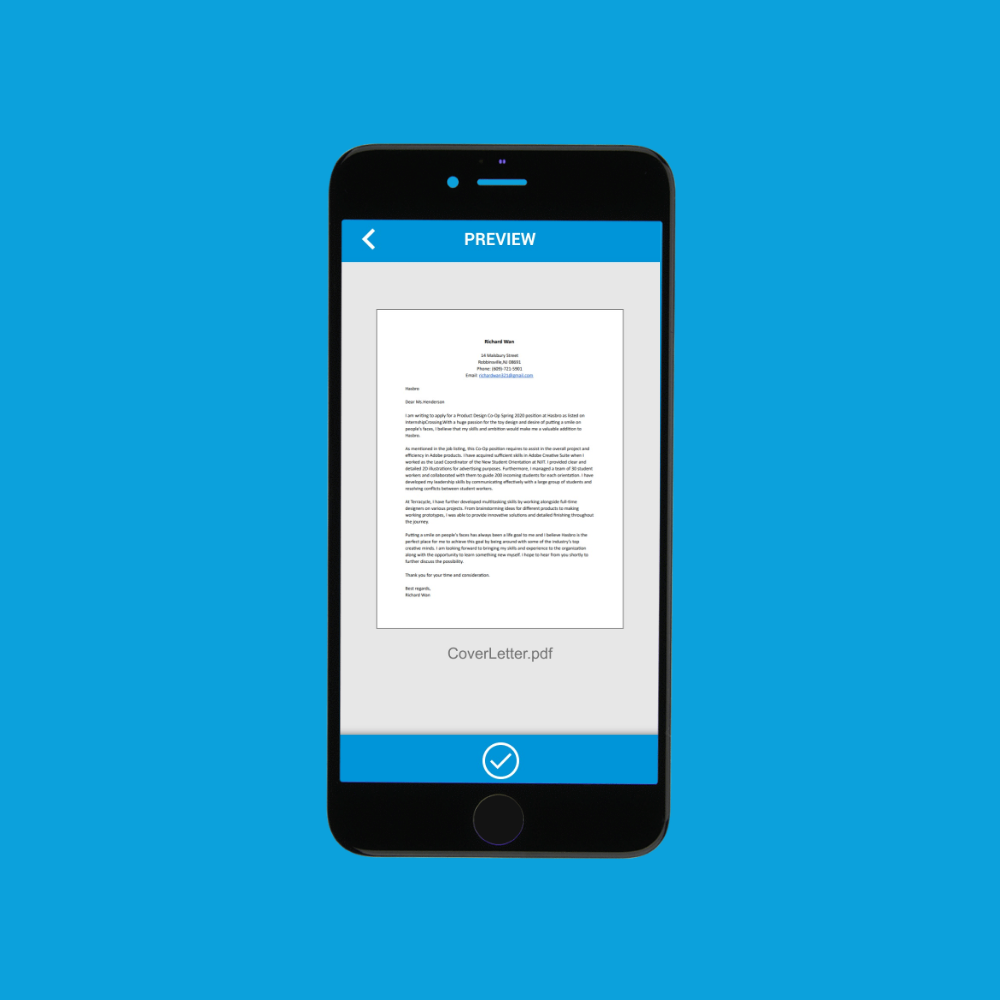 PREVIEW
Richard Wan
14 Malsbury Street
Robbinsville, NJ 08691
Phone: (609)-721-5901
Email: richardwan321@gmail.com
Hasbro
Dear Ms.Henderson
I am writing to apply for a Product Design Co-Op Spring 2020 position at Hasbro as listed on
InternshipCrossing.With a huge passion for the toy design and desire of putting a smile on
people's faces, I believe that my skills and ambition would make me a valuable addition to
Hasbro.
As mentioned in the job listing, this Co-Op position requires to assist in the overall project and
efficiency in Adobe products. I have acquired sufficient skills in Adobe Creative Suite when I
worked as the Lead Coordinator of the New Student Orientation at NJIT. I provided clear and
detailed 2D illustrations for advertising purposes. Furthermore, I managed a team of 30 student
workers and collaborated with them to guide 200 incoming students for each orientation. I have
developed my leadership skills by communicating effectively with a large group of students and
resolving conflicts between student workers.
At Terracycle, I have further developed multitasking skills by working alongside full-time
designers on various projects. From brainstorming ideas for different products to making
working prototypes, I was able to provide innovative solutions and detailed finishing throughout
the journey.
Putting a smile on people's faces has always been a life goal to me and I believe Hasbro is the
perfect place for me to achieve this goal by being around with some of the industry's top
creative minds. I am looking forward to bringing my skills and experience to the organization
along with the opportunity to learn something new myself. I hope to hear from you shortly to
further discuss the possibility.
Thank you for your time and consideration.
Best regards,
Richard Wan
CoverLetter.pdf